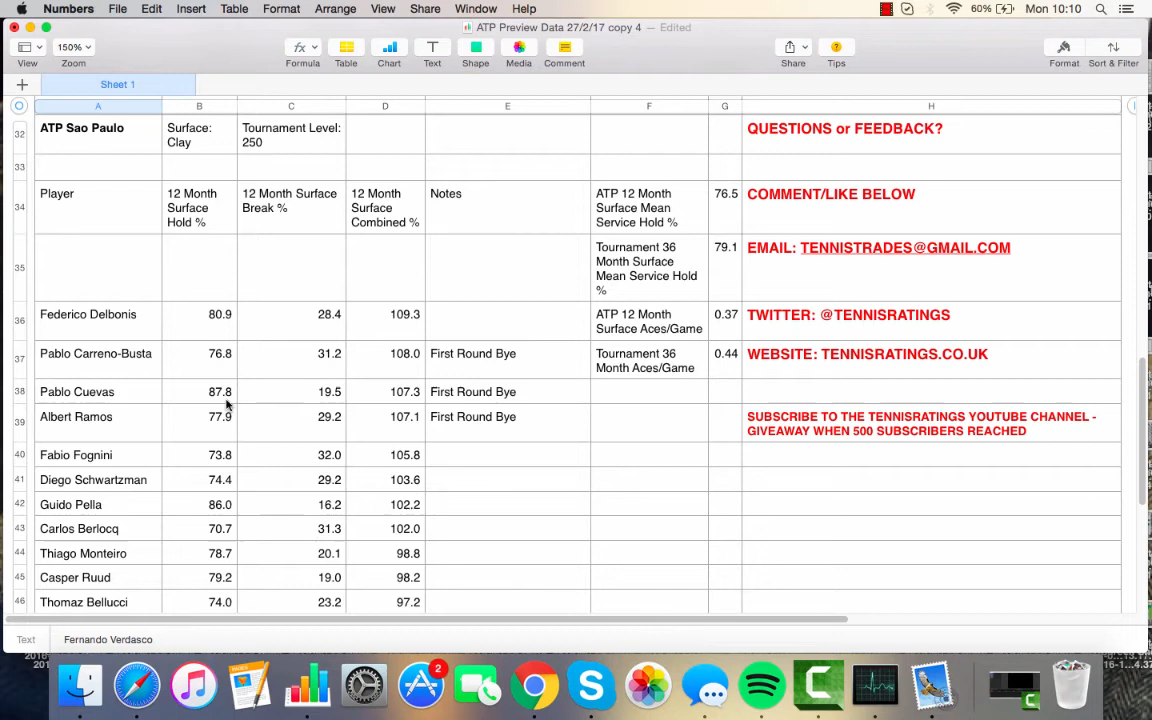 Numbers File Edit Insert Table Format Arrange View Share Window Help 60% Mon 10:10
ATP Preview Data 27/2/17 copy 4 — Edited
150%
View Zoom Formula Table Chart Text Shape Media Comment Share Tips Format Sort & Filter
Sheet 1
A B C D E F G H
32 ATP Sao Paulo Surface: Clay Tournament Level: 250 QUESTIONS or FEEDBACK?
33
34 Player 12 Month Surface Hold % 12 Month Surface Break % 12 Month Surface Combined % Notes ATP 12 Month Surface Mean Service Hold % 76.5 COMMENT/LIKE BELOW
35 Tournament 36 Month Surface Mean Service Hold % 79.1 EMAIL: TENNISTRADES@GMAIL.COM
36 Federico Delbonis 80.9 28.4 109.3 ATP 12 Month Surface Aces/Game 0.37 TWITTER: @TENNISRATINGS
37 Pablo Carreno-Busta 76.8 31.2 108.0 First Round Bye Tournament 36 Month Aces/Game 0.44 WEBSITE: TENNISRATINGS.CO.UK
38 Pablo Cuevas 87.8 19.5 107.3 First Round Bye
39 Albert Ramos 77.9 29.2 107.1 First Round Bye SUBSCRIBE TO THE TENNISRATINGS YOUTUBE CHANNEL - GIVEAWAY WHEN 500 SUBSCRIBERS REACHED
40 Fabio Fognini 73.8 32.0 105.8
41 Diego Schwartzman 74.4 29.2 103.6
42 Guido Pella 86.0 16.2 102.2
43 Carlos Berlocq 70.7 31.3 102.0
44 Thiago Monteiro 78.7 20.1 98.8
45 Casper Ruud 79.2 19.0 98.2
46 Thomaz Bellucci 74.0 23.2 97.2
Text Fernando Verdasco
2
PAGES